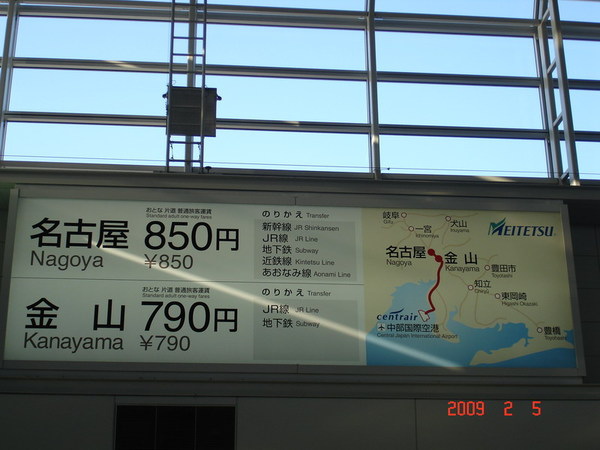 おとな 片道 普通旅客運賃
Standard adult one-way fares
名古屋 850円
Nagoya ¥850
のりかえ Transfer
新幹線 JR Shinkansen
JR線 JR Line
地下鉄 Subway
近鉄線 Kintetsu Line
あおなみ線 Aonami Line
おとな 片道 普通旅客運賃
Standard adult one-way fares
金山 790円
Kanayama ¥790
のりかえ Transfer
JR線 JR Line
地下鉄 Subway
MEITETSU
岐阜
Gifu
犬山
Inuyama
一宮
名古屋
Nagoya
金山
Kanayama
豊田市
Toyotashi
知立
Chiryu
東岡崎
Higashi Okazaki
豊橋
Toyohashi
centrair
中部国際空港
Central Japan International Airport
2009 2 5